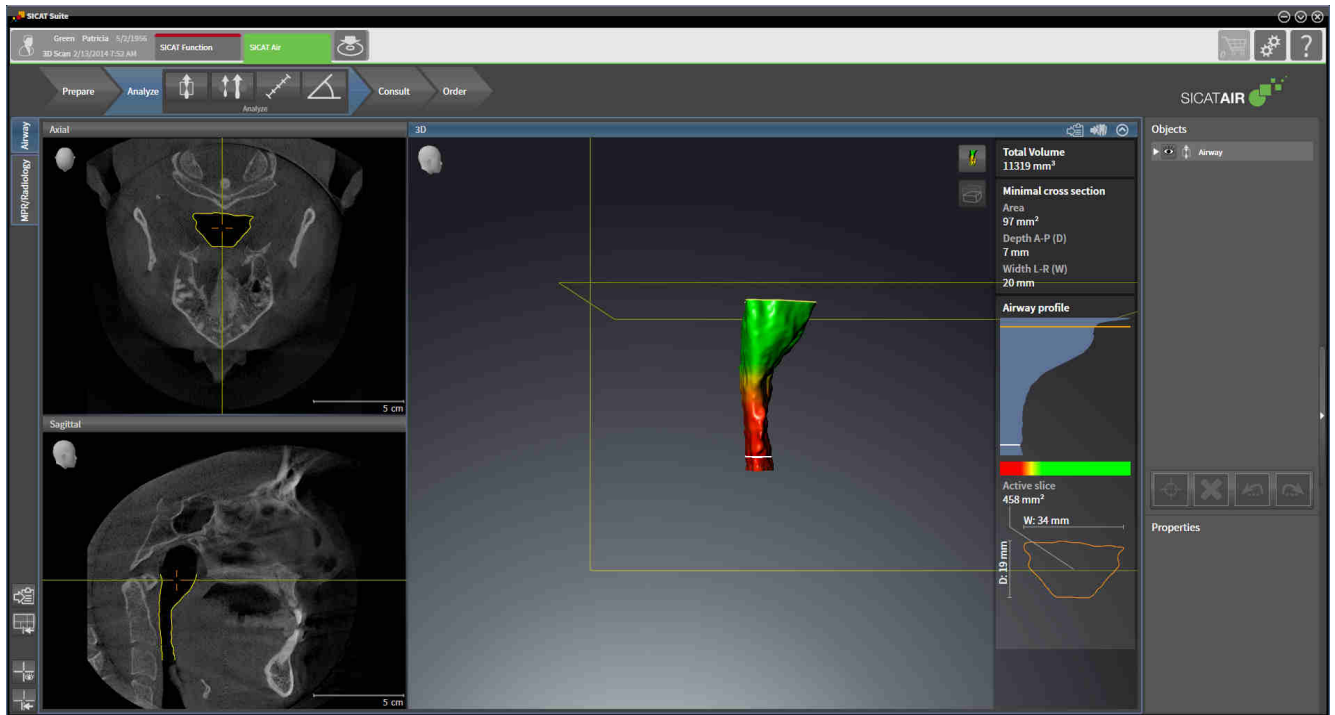 SICAT Suite
Green Patricia 5/2/1956
3D Scan 2/13/2014 7:52 AM
SICAT Function
SICAT Air
0
?
Prepare
Analyze
Analyze
Consult
Order
SICATAIR
Airway
MPR/Radiology
Axial
5 cm
Sagittal
5 cm
3D
Total Volume
11319 mm³
Minimal cross section
Area
97 mm²
Depth A-P (D)
7 mm
Width L-R (W)
20 mm
Airway profile
Active slice
458 mm²
W: 34 mm
D: 19 mm
Objects
Airway
Properties